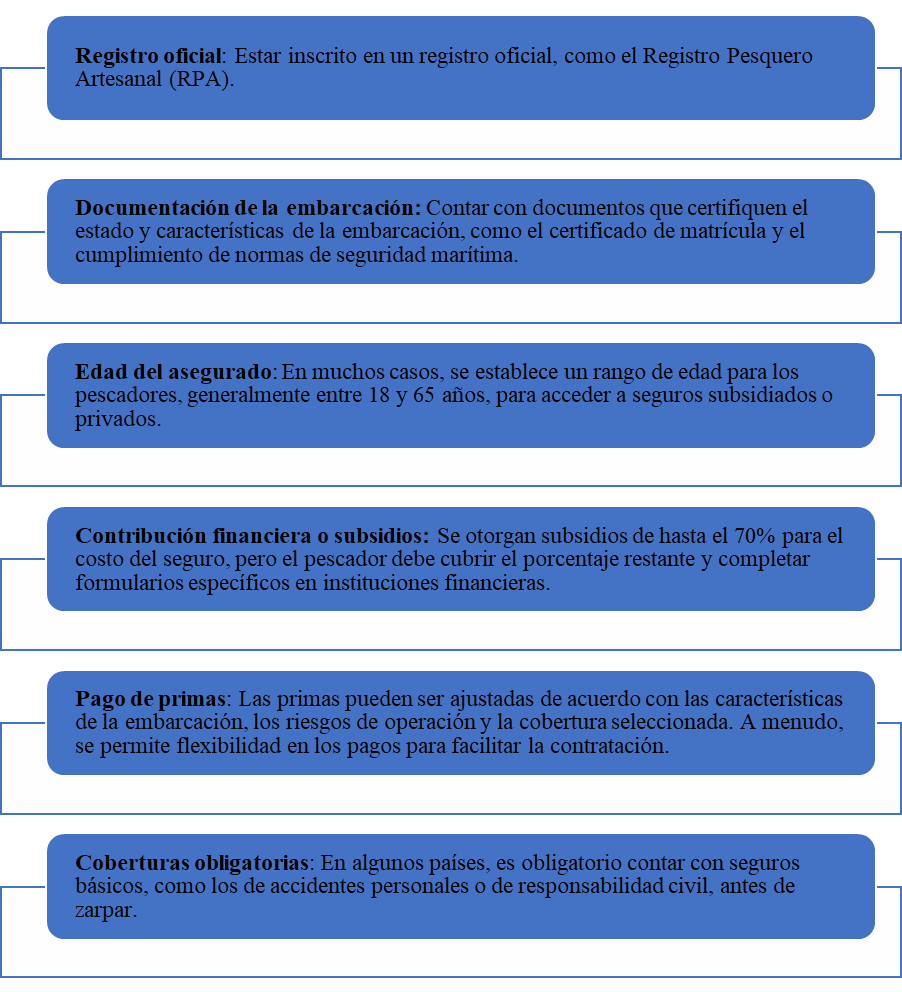 Registro oficial: Estar inscrito en un registro oficial, como el Registro Pesquero
Artesanal (RPA).
Documentación de la embarcación: Contar con documentos que certifiquen el
estado y características de la embarcación, como el certificado de matrícula y el
cumplimiento de normas de seguridad marítima.
Edad del asegurado: En muchos casos, se establece un rango de edad para los
pescadores, generalmente entre 18 y 65 años, para acceder a seguros subsidiados o
privados.
Contribución financiera o subsidios: Se otorgan subsidios de hasta el 70% para el
costo del seguro, pero el pescador debe cubrir el porcentaje restante y completar
formularios específicos en instituciones financieras.
Pago de primas: Las primas pueden ser ajustadas de acuerdo con las características
de la embarcación, los riesgos de operación y la cobertura seleccionada. A menudo,
se permite flexibilidad en los pagos para facilitar la contratación.
Coberturas obligatorias: En algunos países, es obligatorio contar con seguros
básicos, como los de accidentes personales o de responsabilidad civil, antes de
zarpar.